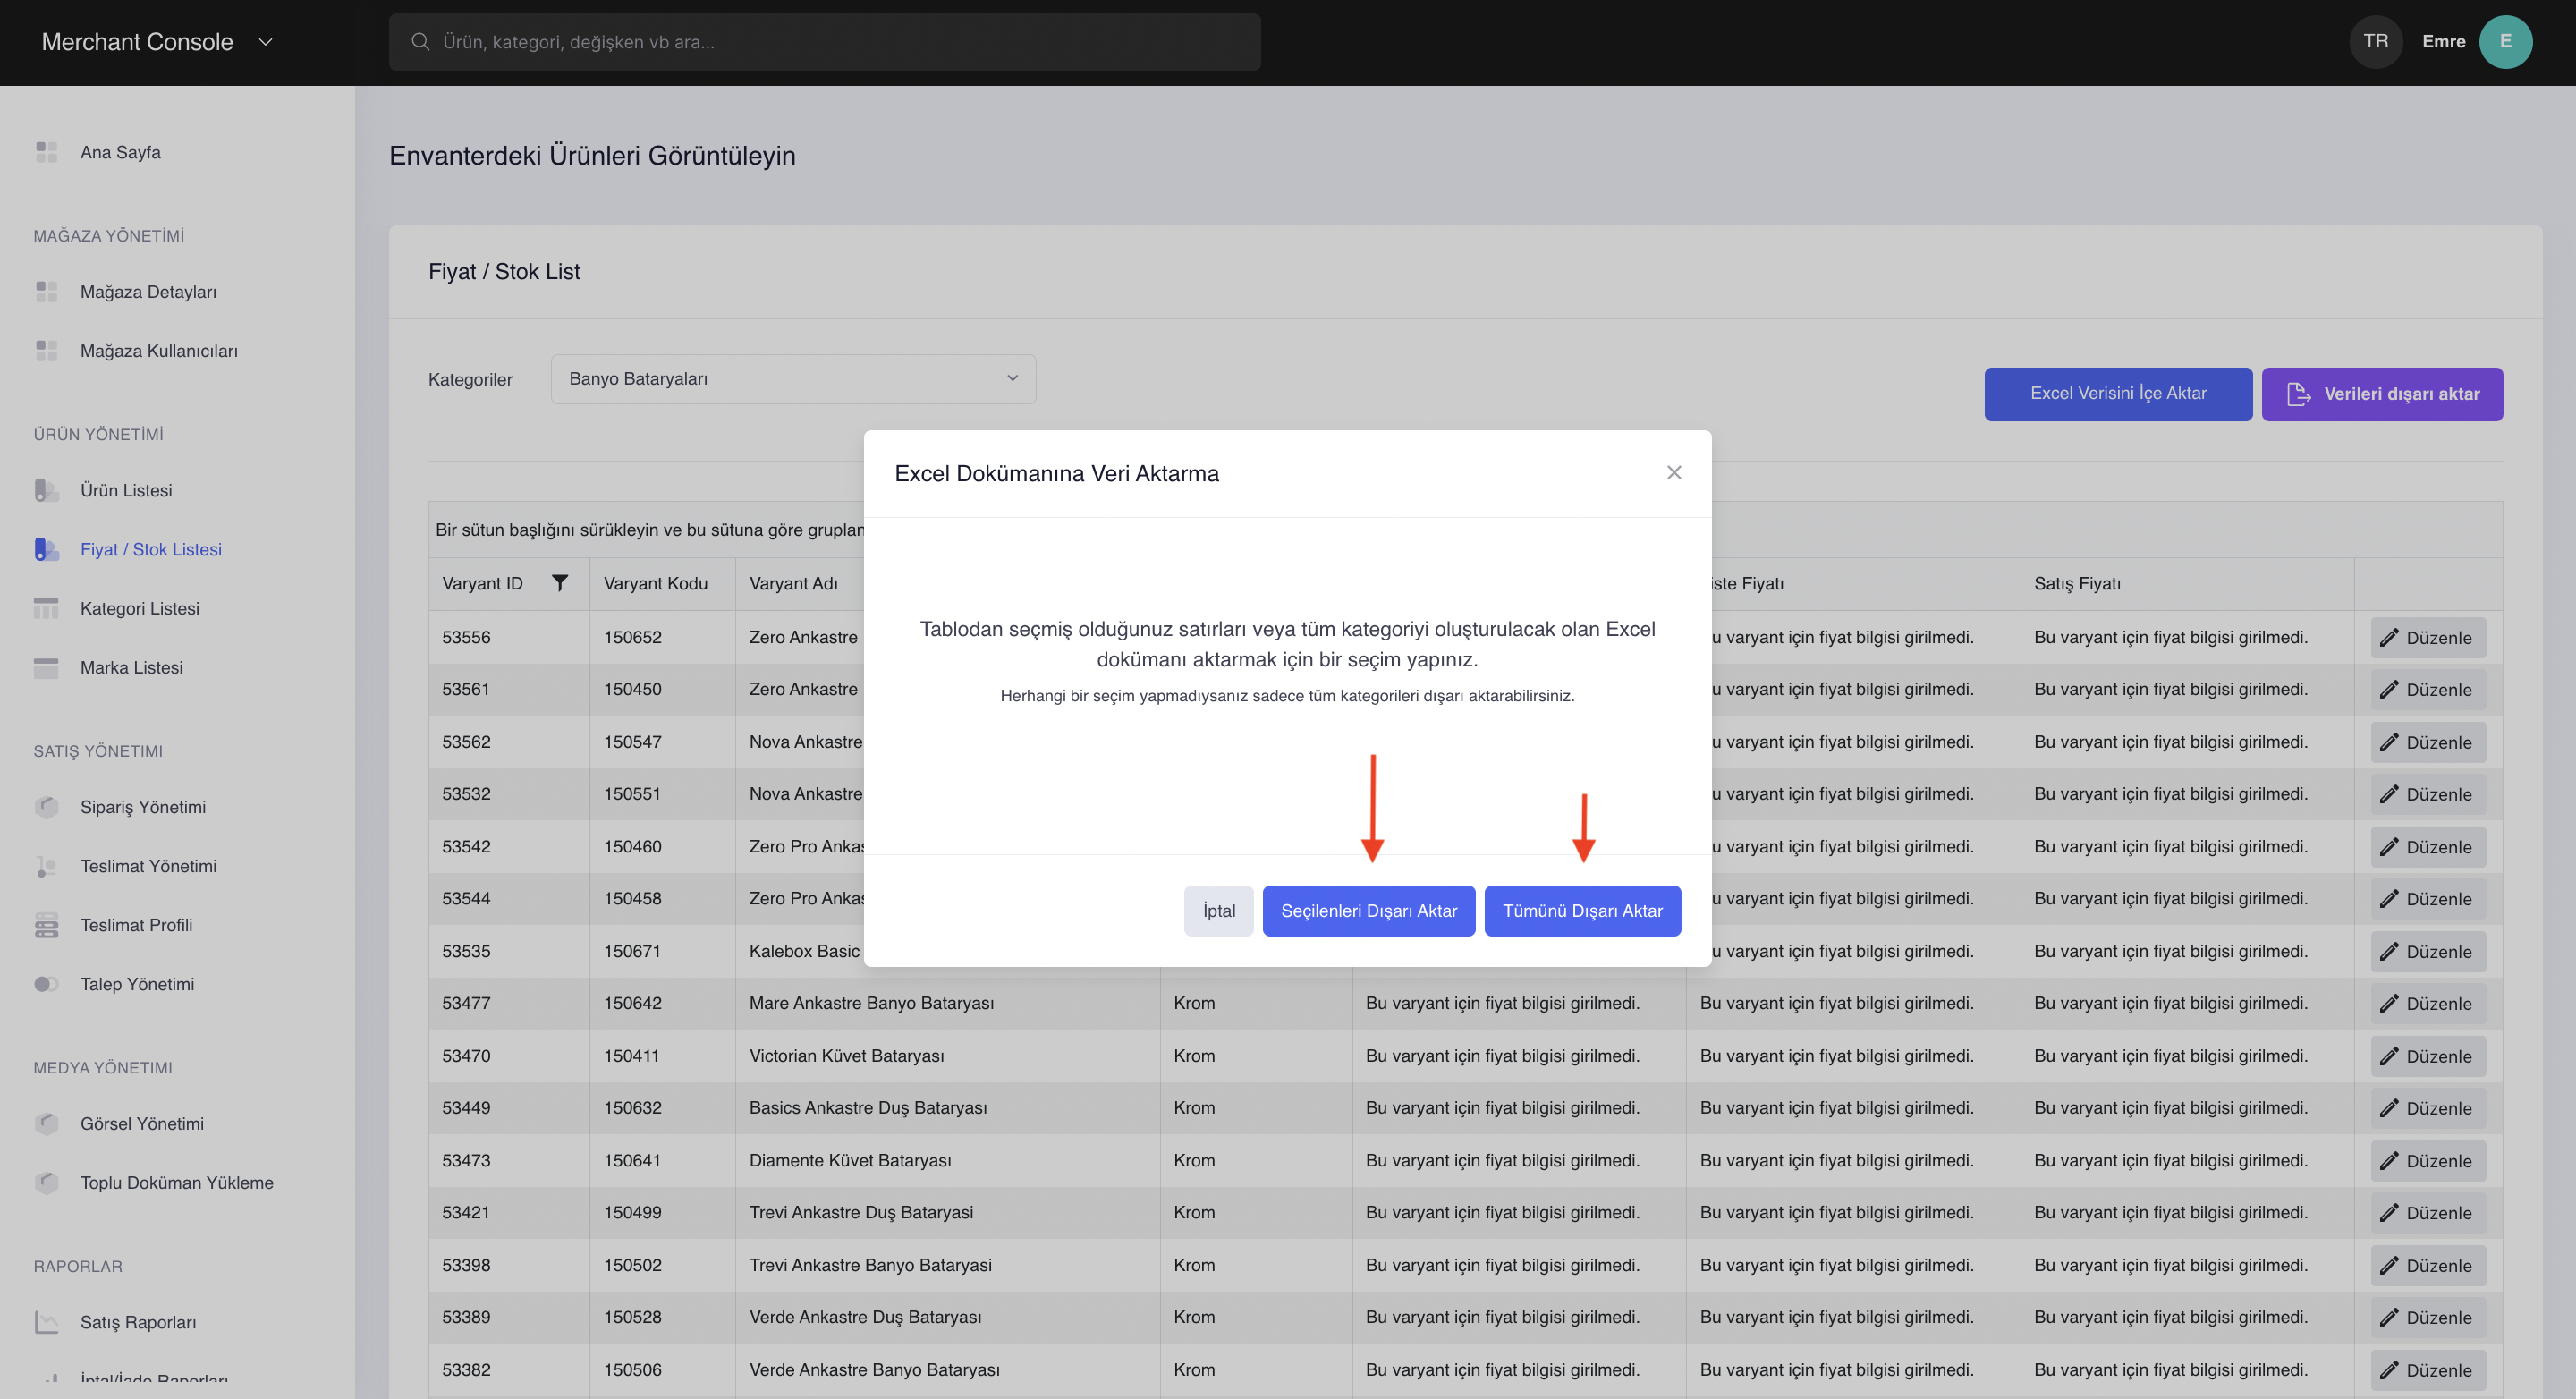 Merchant Console
Ürün, kategori, değişken vb ara...
TR
Emre
E
Ana Sayfa
MAĞAZA YÖNETİMİ
Mağaza Detayları
Mağaza Kullanıcıları
ÜRÜN YÖNETİMİ
Ürün Listesi
Fiyat / Stok Listesi
Kategori Listesi
Marka Listesi
SATIŞ YÖNETIMI
Sipariş Yönetimi
Teslimat Yönetimi
Teslimat Profili
Talep Yönetimi
MEDYA YÖNETIMI
Görsel Yönetimi
Toplu Doküman Yükleme
RAPORLAR
Satış Raporları
İptal/İade Raporları
Envanterdeki Ürünleri Görüntüleyin
Fiyat / Stok List
Kategoriler
Banyo Bataryaları
Excel Verisini İçe Aktar
Verileri dışarı aktar
Excel Dokümanına Veri Aktarma
Tablodan seçmiş olduğunuz satırları veya tüm kategoriyi oluşturulacak olan Excel
dokümanı aktarmak için bir seçim yapınız.
Herhangi bir seçim yapmadıysanız sadece tüm kategorileri dışarı aktarabilirsiniz.
İptal
Seçilenleri Dışarı Aktar
Tümünü Dışarı Aktar
Bir sütun başlığını sürükleyin ve bu sütuna göre gruplan
Varyant ID Varyant Kodu Varyant Adı iste Fiyatı Satış Fiyatı
53556 150652 Zero Ankastre u varyant için fiyat bilgisi girilmedi. Bu varyant için fiyat bilgisi girilmedi. Düzenle
53561 150450 Zero Ankastre u varyant için fiyat bilgisi girilmedi. Bu varyant için fiyat bilgisi girilmedi. Düzenle
53562 150547 Nova Ankastre u varyant için fiyat bilgisi girilmedi. Bu varyant için fiyat bilgisi girilmedi. Düzenle
53532 150551 Nova Ankastre u varyant için fiyat bilgisi girilmedi. Bu varyant için fiyat bilgisi girilmedi. Düzenle
53542 150460 Zero Pro Ankas u varyant için fiyat bilgisi girilmedi. Bu varyant için fiyat bilgisi girilmedi. Düzenle
53544 150458 Zero Pro Ankas u varyant için fiyat bilgisi girilmedi. Bu varyant için fiyat bilgisi girilmedi. Düzenle
53535 150671 Kalebox Basic u varyant için fiyat bilgisi girilmedi. Bu varyant için fiyat bilgisi girilmedi. Düzenle
53477 150642 Mare Ankastre Banyo Bataryası Krom Bu varyant için fiyat bilgisi girilmedi. Bu varyant için fiyat bilgisi girilmedi. Bu varyant için fiyat bilgisi girilmedi. Düzenle
53470 150411 Victorian Küvet Bataryası Krom Bu varyant için fiyat bilgisi girilmedi. Bu varyant için fiyat bilgisi girilmedi. Bu varyant için fiyat bilgisi girilmedi. Düzenle
53449 150632 Basics Ankastre Duş Bataryası Krom Bu varyant için fiyat bilgisi girilmedi. Bu varyant için fiyat bilgisi girilmedi. Bu varyant için fiyat bilgisi girilmedi. Düzenle
53473 150641 Diamente Küvet Bataryası Krom Bu varyant için fiyat bilgisi girilmedi. Bu varyant için fiyat bilgisi girilmedi. Bu varyant için fiyat bilgisi girilmedi. Düzenle
53421 150499 Trevi Ankastre Duş Bataryasi Krom Bu varyant için fiyat bilgisi girilmedi. Bu varyant için fiyat bilgisi girilmedi. Bu varyant için fiyat bilgisi girilmedi. Düzenle
53398 150502 Trevi Ankastre Banyo Bataryasi Krom Bu varyant için fiyat bilgisi girilmedi. Bu varyant için fiyat bilgisi girilmedi. Bu varyant için fiyat bilgisi girilmedi. Düzenle
53389 150528 Verde Ankastre Duş Bataryası Krom Bu varyant için fiyat bilgisi girilmedi. Bu varyant için fiyat bilgisi girilmedi. Bu varyant için fiyat bilgisi girilmedi. Düzenle
53382 150506 Verde Ankastre Banyo Bataryası Krom Bu varyant için fiyat bilgisi girilmedi. Bu varyant için fiyat bilgisi girilmedi. Bu varyant için fiyat bilgisi girilmedi. Düzenle